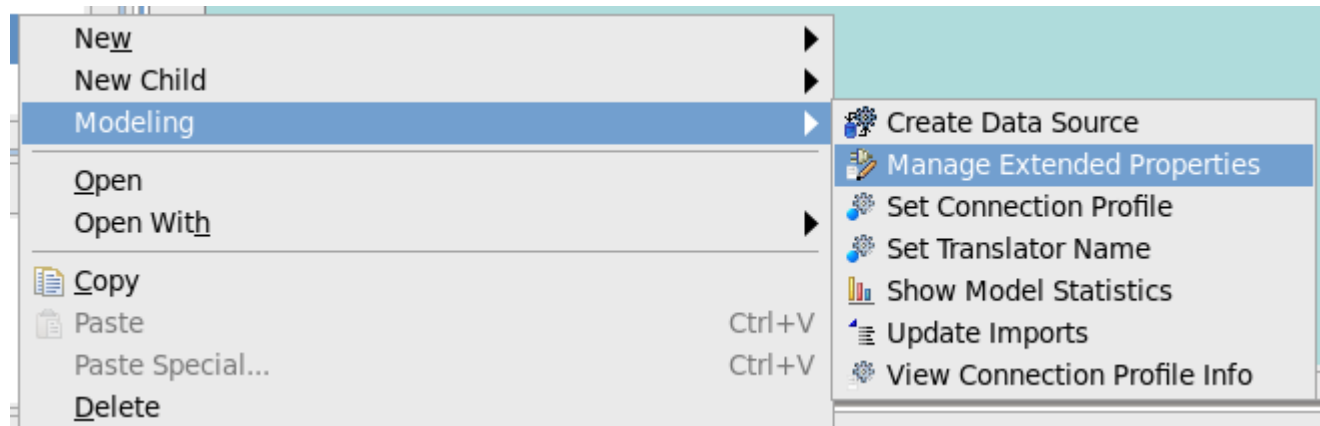 New
New Child
Modeling
Open
Open With
Copy
Paste Ctrl+V
Paste Special... Ctrl+V
Delete
Create Data Source
Manage Extended Properties
Set Connection Profile
Set Translator Name
Show Model Statistics
Update Imports
View Connection Profile Info